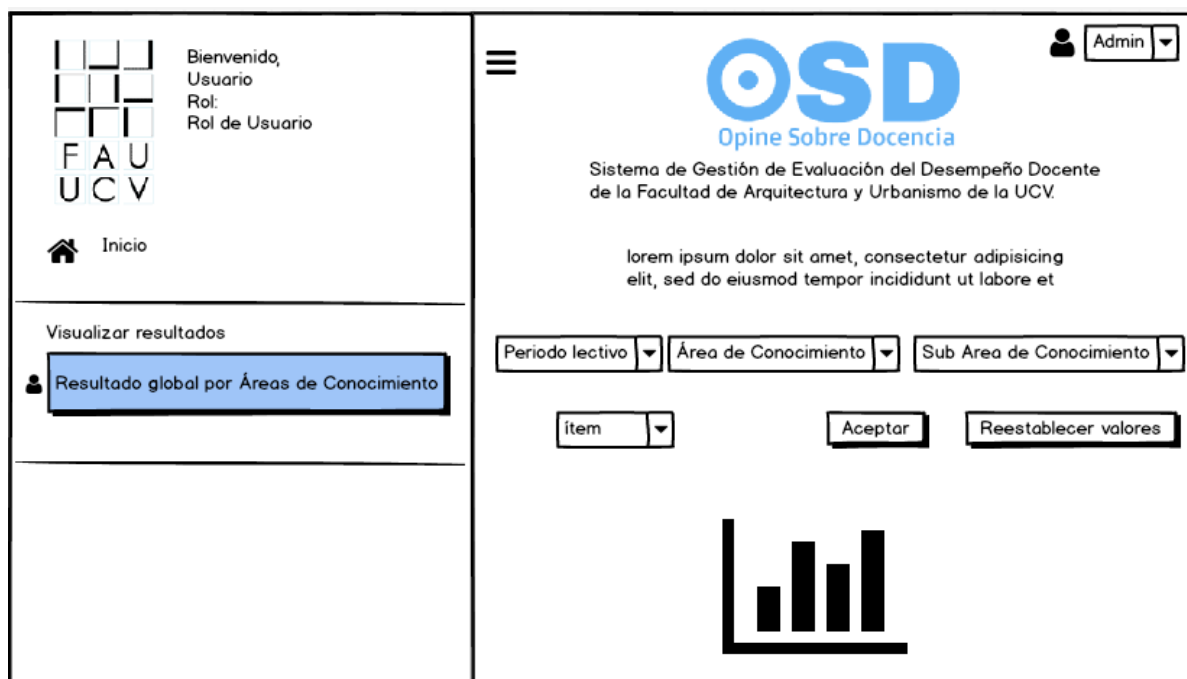 Bienvenido,
Usuario
Rol:
Rol de Usuario
F A U
U C V
Inicio
Visualizar resultados
Resultado global por Áreas de Conocimiento
Admin
OSD
Opine Sobre Docencia
Sistema de Gestión de Evaluación del Desempeño Docente
de la Facultad de Arquitectura y Urbanismo de la UCV.
lorem ipsum dolor sit amet, consectetur adipisicing
elit, sed do eiusmod tempor incididunt ut labore et
Periodo lectivo
Área de Conocimiento
Sub Area de Conocimiento
ítem
Aceptar
Reestablecer valores